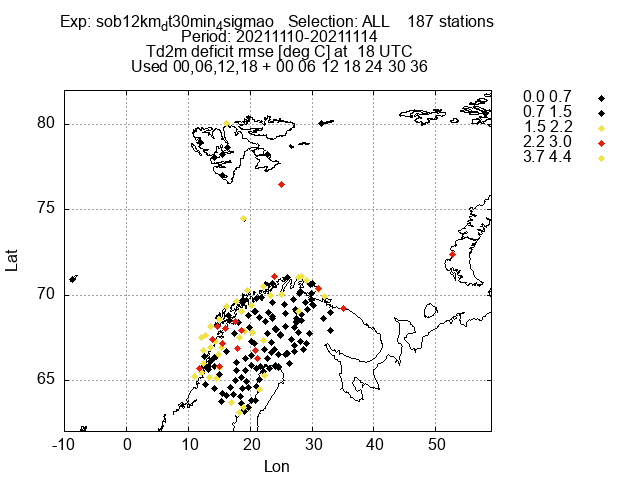 Exp: sob12km_dt30min_4sigmao Selection: ALL 187 stations
Period: 20211110-20211114
Td2m deficit rmse [deg C] at 18 UTC
Used 00,06,12,18 + 00 06 12 18 24 30 36
0.0 0.7
0.7 1.5
1.5 2.2
2.2 3.0
3.7 4.4
80
75
70
65
Lat
-10 0 10 20 30 40 50
Lon